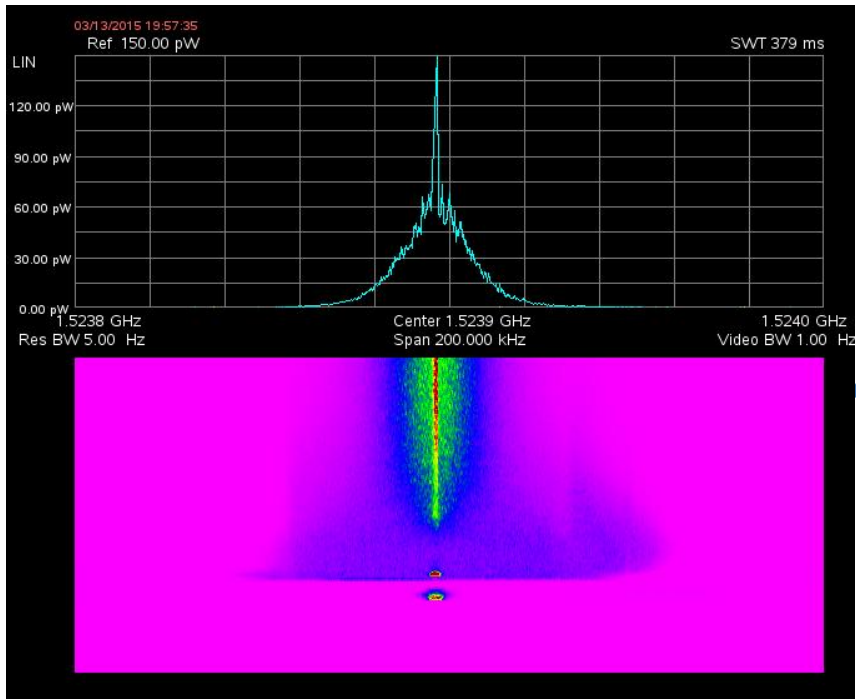 03/13/2015 19:57:35
Ref 150.00 pW SWT 379 ms
LIN
120.00 pW
90.00 pW
60.00 pW
30.00 pW
0.00 pW
1.5238 GHz Center 1.5239 GHz 1.5240 GHz
Res BW 5.00 Hz Span 200.000 kHz Video BW 1.00 Hz